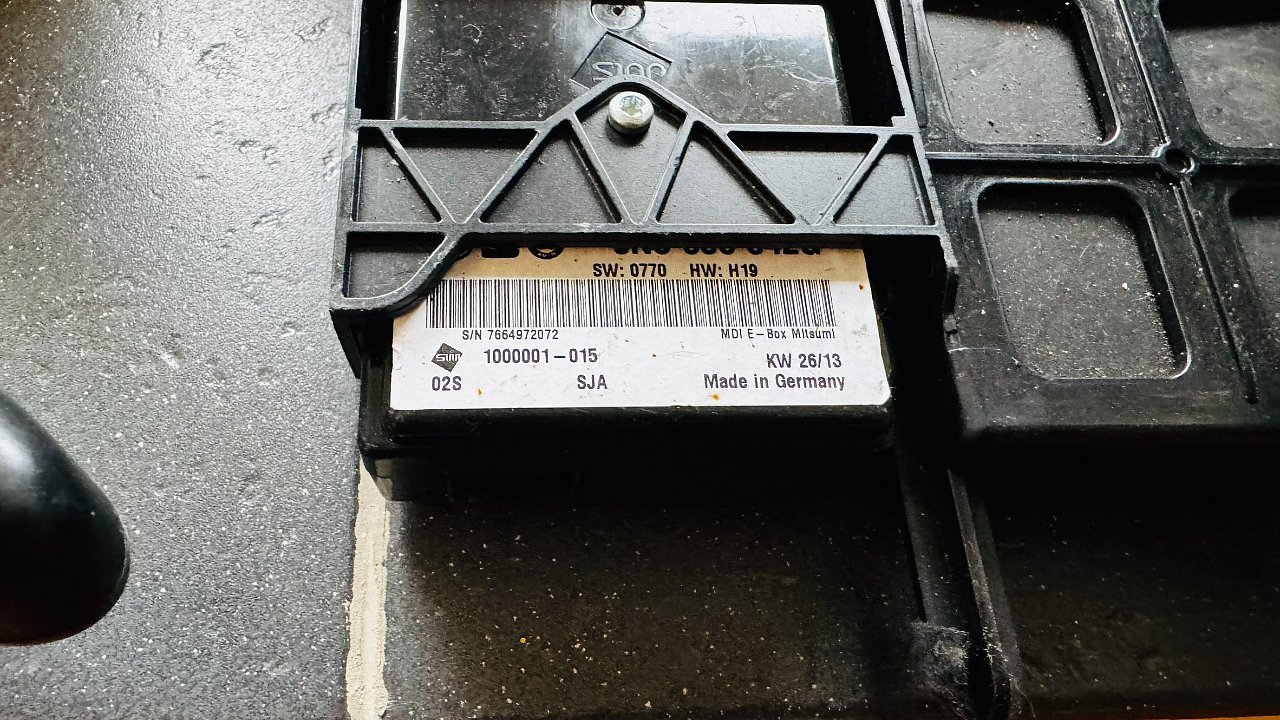 SW: 0770 HW: H19
S/N 7664972072 MDI E-Box Mitsumi
1000001-015 KW 26/13
02S SJA Made in Germany